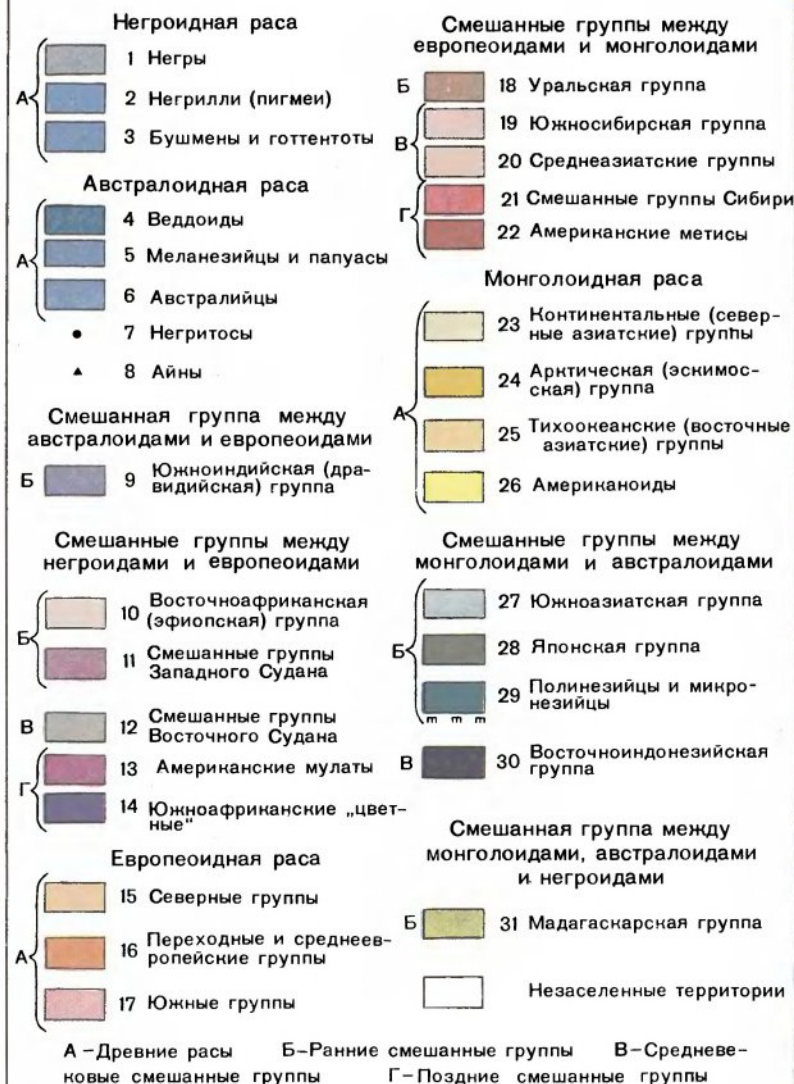 Негроидная раса
1 Негры
А
2 Негрилли (пигмеи)
3 Бушмены и готтентоты
Австралоидная раса
4 Веддоиды
А
5 Меланезийцы и папуасы
6 Австралийцы
7 Негритосы
8 Айны
Смешанная группа между
австралоидами и европеоидами
Б 9 Южноиндийская (дра-
видийская) группа
Смешанные группы между
негроидами и европеоидами
Б
10 Восточноафриканская
(эфиопская) группа
11 Смешанные группы
Западного Судана
В 12 Смешанные группы
Восточного Судана
Г
13 Американские мулаты
14 Южноафриканские „цвет-
ные“
Европеоидная раса
15 Северные группы
А
16 Переходные и среднеев-
ропейские группы
17 Южные группы
Смешанные группы между
европеоидами и монголоидами
Б 18 Уральская группа
В
19 Южносибирская группа
20 Среднеазиатские группы
Г
21 Смешанные группы Сибири
22 Американские метисы
Монголоидная раса
23 Континентальные (север-
ные азиатские) группы
24 Арктическая (эскимос-
ская) группа
А
25 Тихоокеанские (восточные
азиатские) группы
26 Американоиды
Смешанные группы между
монголоидами и австралоидами
27 Южноазиатская группа
Б
28 Японская группа
29 Полинезийцы и микро-
незийцы
В 30 Восточноиндонезийская
группа
Смешанная группа между
монголоидами, австралоидами
и негроидами
Б 31 Мадагаскарская группа
Незаселенные территории
А –Древние расы Б–Ранние смешанные группы В–Средневе-
ковые смешанные группы Г–Поздние смешанные группы